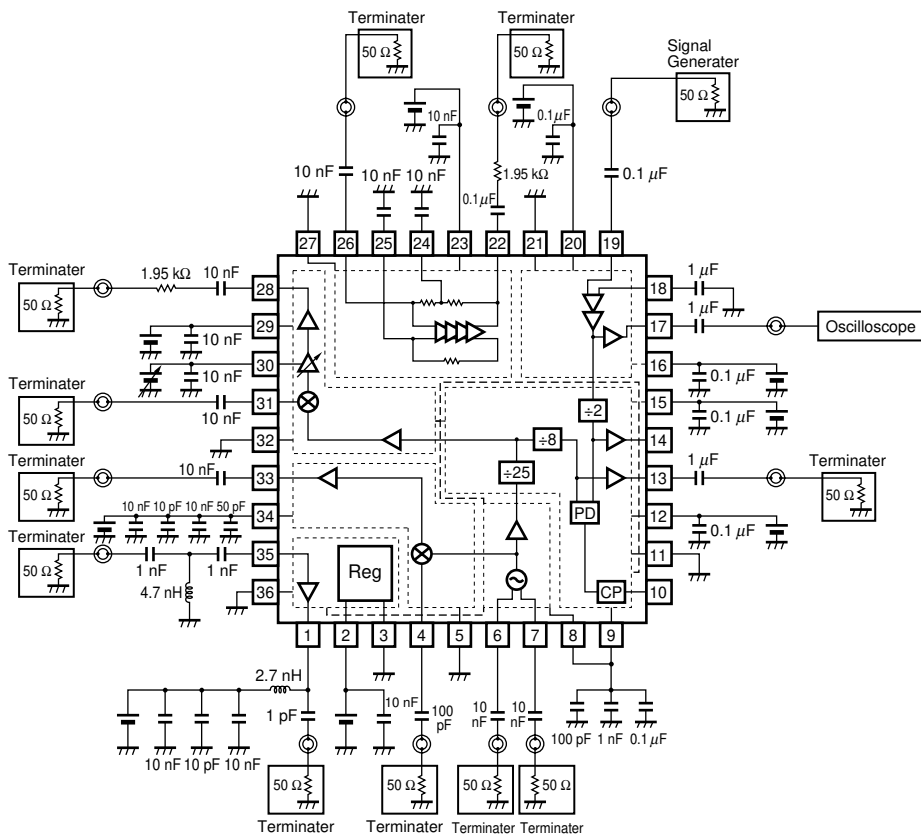 Terminater
50 Ω
Terminater
50 Ω
Signal
Generater
50 Ω
10 nF
0.1 μF
10 nF
10 nF
10 nF
1.95 kΩ
0.1 μF
0.1 μF
27
26
25
24
23
22
21
20
19
Terminater
50 Ω
1.95 kΩ
10 nF
28
18
1 μF
1 μF
17
Oscilloscope
29
10 nF
30
10 nF
16
0.1 μF
Terminater
50 Ω
10 nF
31
15
0.1 μF
÷2
32
÷8
14
÷25
Terminater
50 Ω
10 nF
33
13
1 μF
Terminater
50 Ω
10 nF
10 pF
10 nF
50 pF
34
PD
12
0.1 μF
Terminater
50 Ω
1 nF
1 nF
4.7 nH
35
11
Reg
36
CP
10
1
2
3
4
5
6
7
8
9
2.7 nH
1 pF
10 nF
10 pF
10 nF
10 nF
100
pF
10
nF
10
nF
100 pF
1 nF
0.1 μF
50 Ω
50 Ω
50 Ω
50 Ω
Terminater
Terminater
Terminater
Terminater